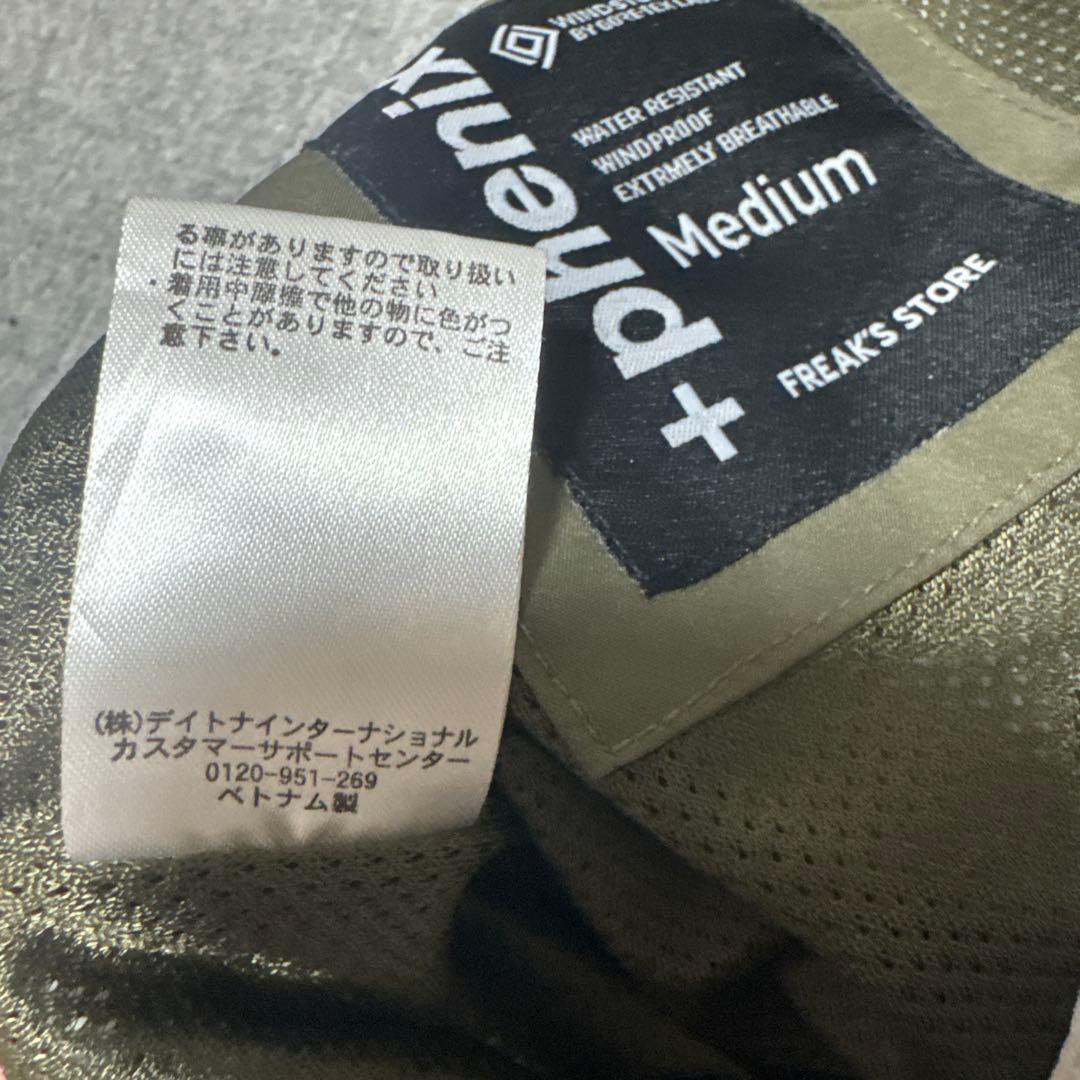 WINDSTO
BY GORE-TEX LABS
+phenix
WATER RESISTANT
WINDPROOF
EXTRMELY BREATHABLE
Medium
FREAK'S STORE
る事がありますので取り扱い
には注意してください
・着用中摩擦で他の物に色がつ
くことがありますので、ご注
意下さい。
(株)デイトナインターナショナル
カスタマーサポートセンター
0120-951-269
ベトナム製